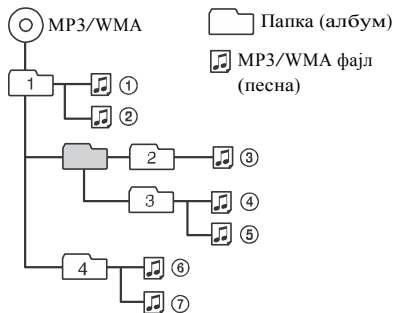 MP3/WMA
Папка (албум)
MP3/WMA фајл
(песна)
1
①
②
2
③
3
④
⑤
4
⑥
⑦